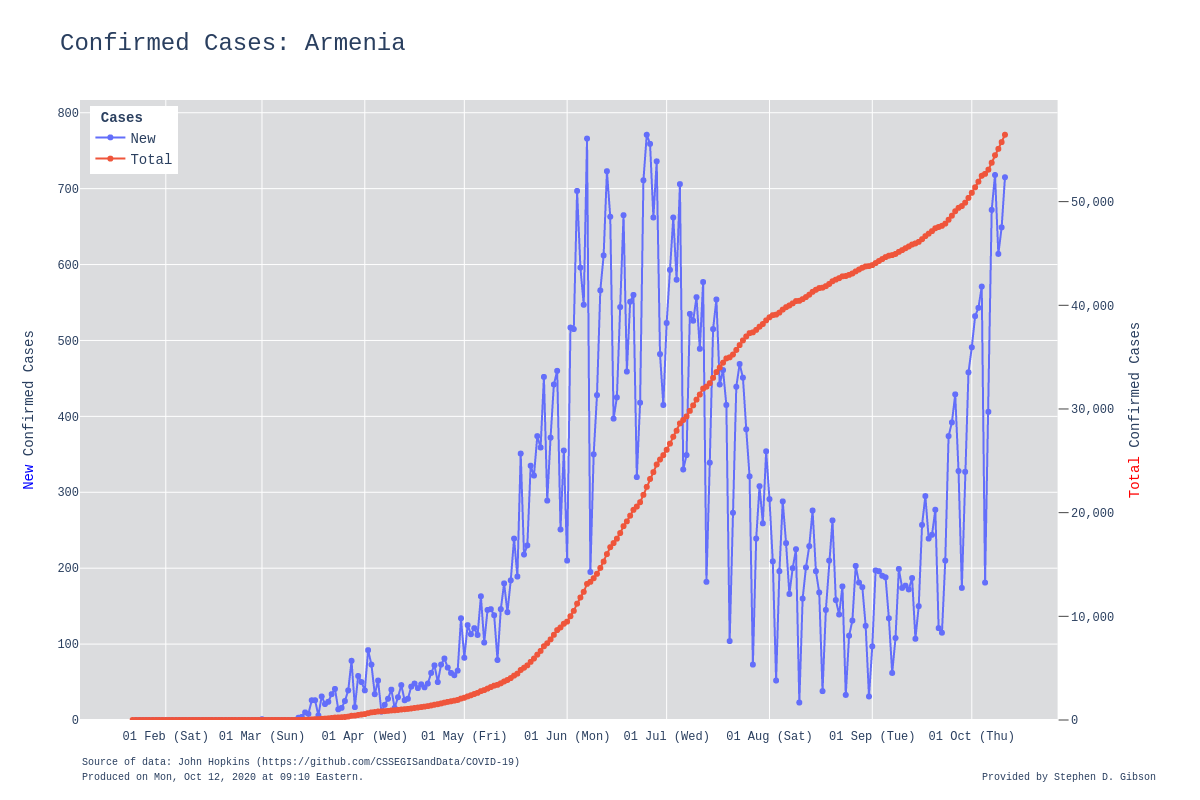 Confirmed Cases: Armenia
Cases
New
Total
800
700
600
500
400
300
200
100
0
New Confirmed Cases
50,000
40,000
30,000
20,000
10,000
0
Total Confirmed Cases
01 Feb (Sat) 01 Mar (Sun) 01 Apr (Wed) 01 May (Fri) 01 Jun (Mon) 01 Jul (Wed) 01 Aug (Sat) 01 Sep (Tue) 01 Oct (Thu)
Source of data: John Hopkins (https://github.com/CSSEGISandData/COVID-19)
Produced on Mon, Oct 12, 2020 at 09:10 Eastern.
Provided by Stephen D. Gibson